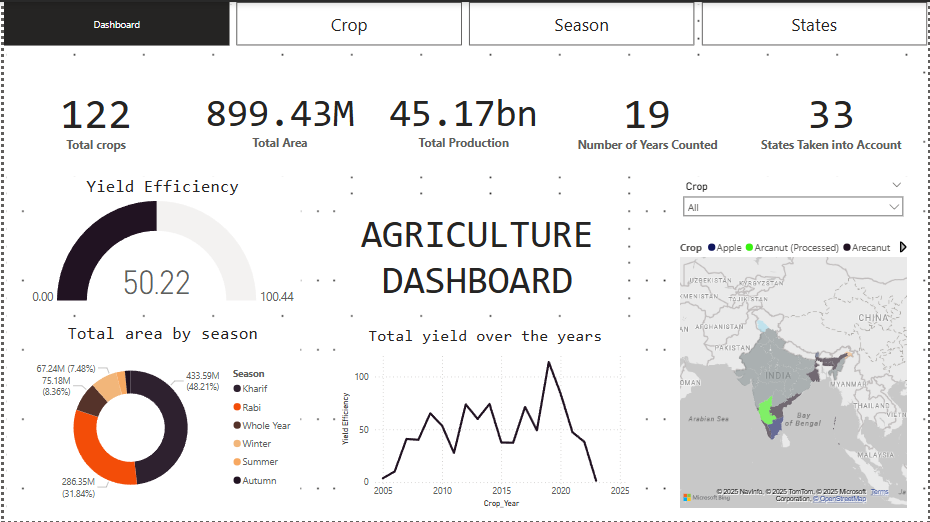 Dashboard
Crop
Season
States
122
Total crops
899.43M
Total Area
45.17bn
Total Production
19
Number of Years Counted
33
States Taken into Account
Yield Efficiency
50.22
0.00
100.44
AGRICULTURE
DASHBOARD
Crop
All
Crop Apple Arcanut (Processed) Arecanut
UZBEKISTAN
KYRGYZSTAN
TAJIKISTAN
CHINA
AFGHANISTAN
PAKISTAN
INDIA
OMAN
MYANMAR
THAILAND
Arabian Sea
Bay
of Bengal
MALAYSIA
Microsoft Bing
© 2025 NavInfo, © 2025 TomTom, © 2025 Microsoft
Corporation, © OpenStreetMap
Terms
Total area by season
67.24M (7.48%)
75.18M
(8.36%)
433.59M
(48.21%)
286.35M
(31.84%)
Season
Kharif
Rabi
Whole Year
Winter
Summer
Autumn
Total yield over the years
Yield Efficiency
100
50
0
2005
2010
2015
2020
2025
Crop_Year